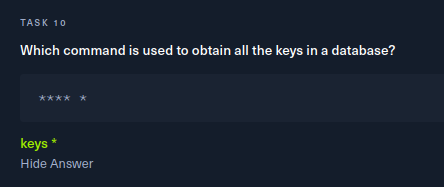 TASK 10
Which command is used to obtain all the keys in a database?
**** *
keys *
Hide Answer